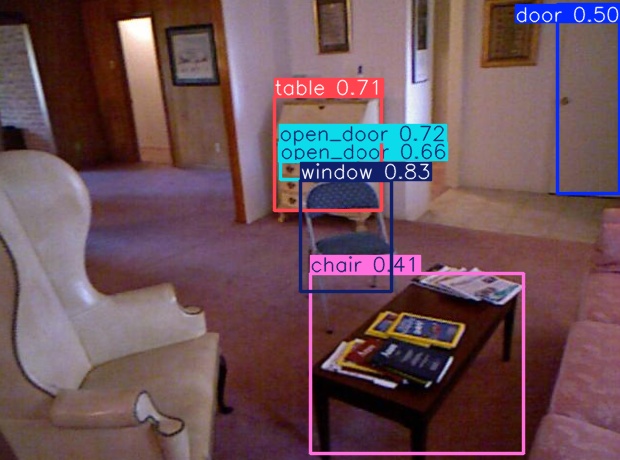 door 0.50
table 0.71
open_door 0.72
open_door 0.66
window 0.83
chair 0.41